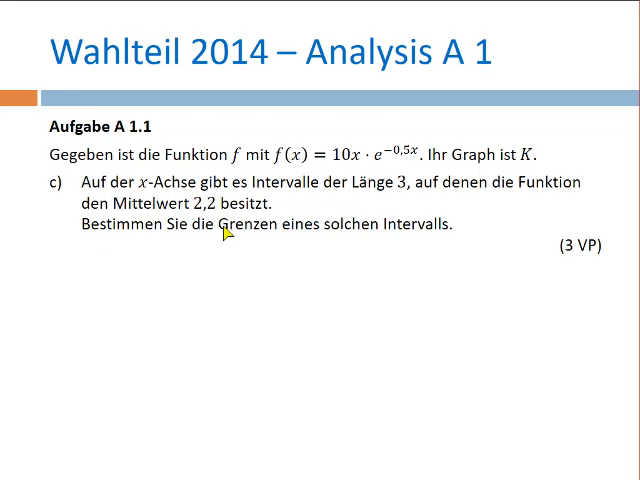 Wahlteil 2014 – Analysis A 1
Aufgabe A 1.1
Gegeben ist die Funktion f mit f(x) = 10x · e^{−0,5x}. Ihr Graph ist K.
c) Auf der x-Achse gibt es Intervalle der Länge 3, auf denen die Funktion
den Mittelwert 2,2 besitzt.
Bestimmen Sie die Grenzen eines solchen Intervalls.
(3 VP)